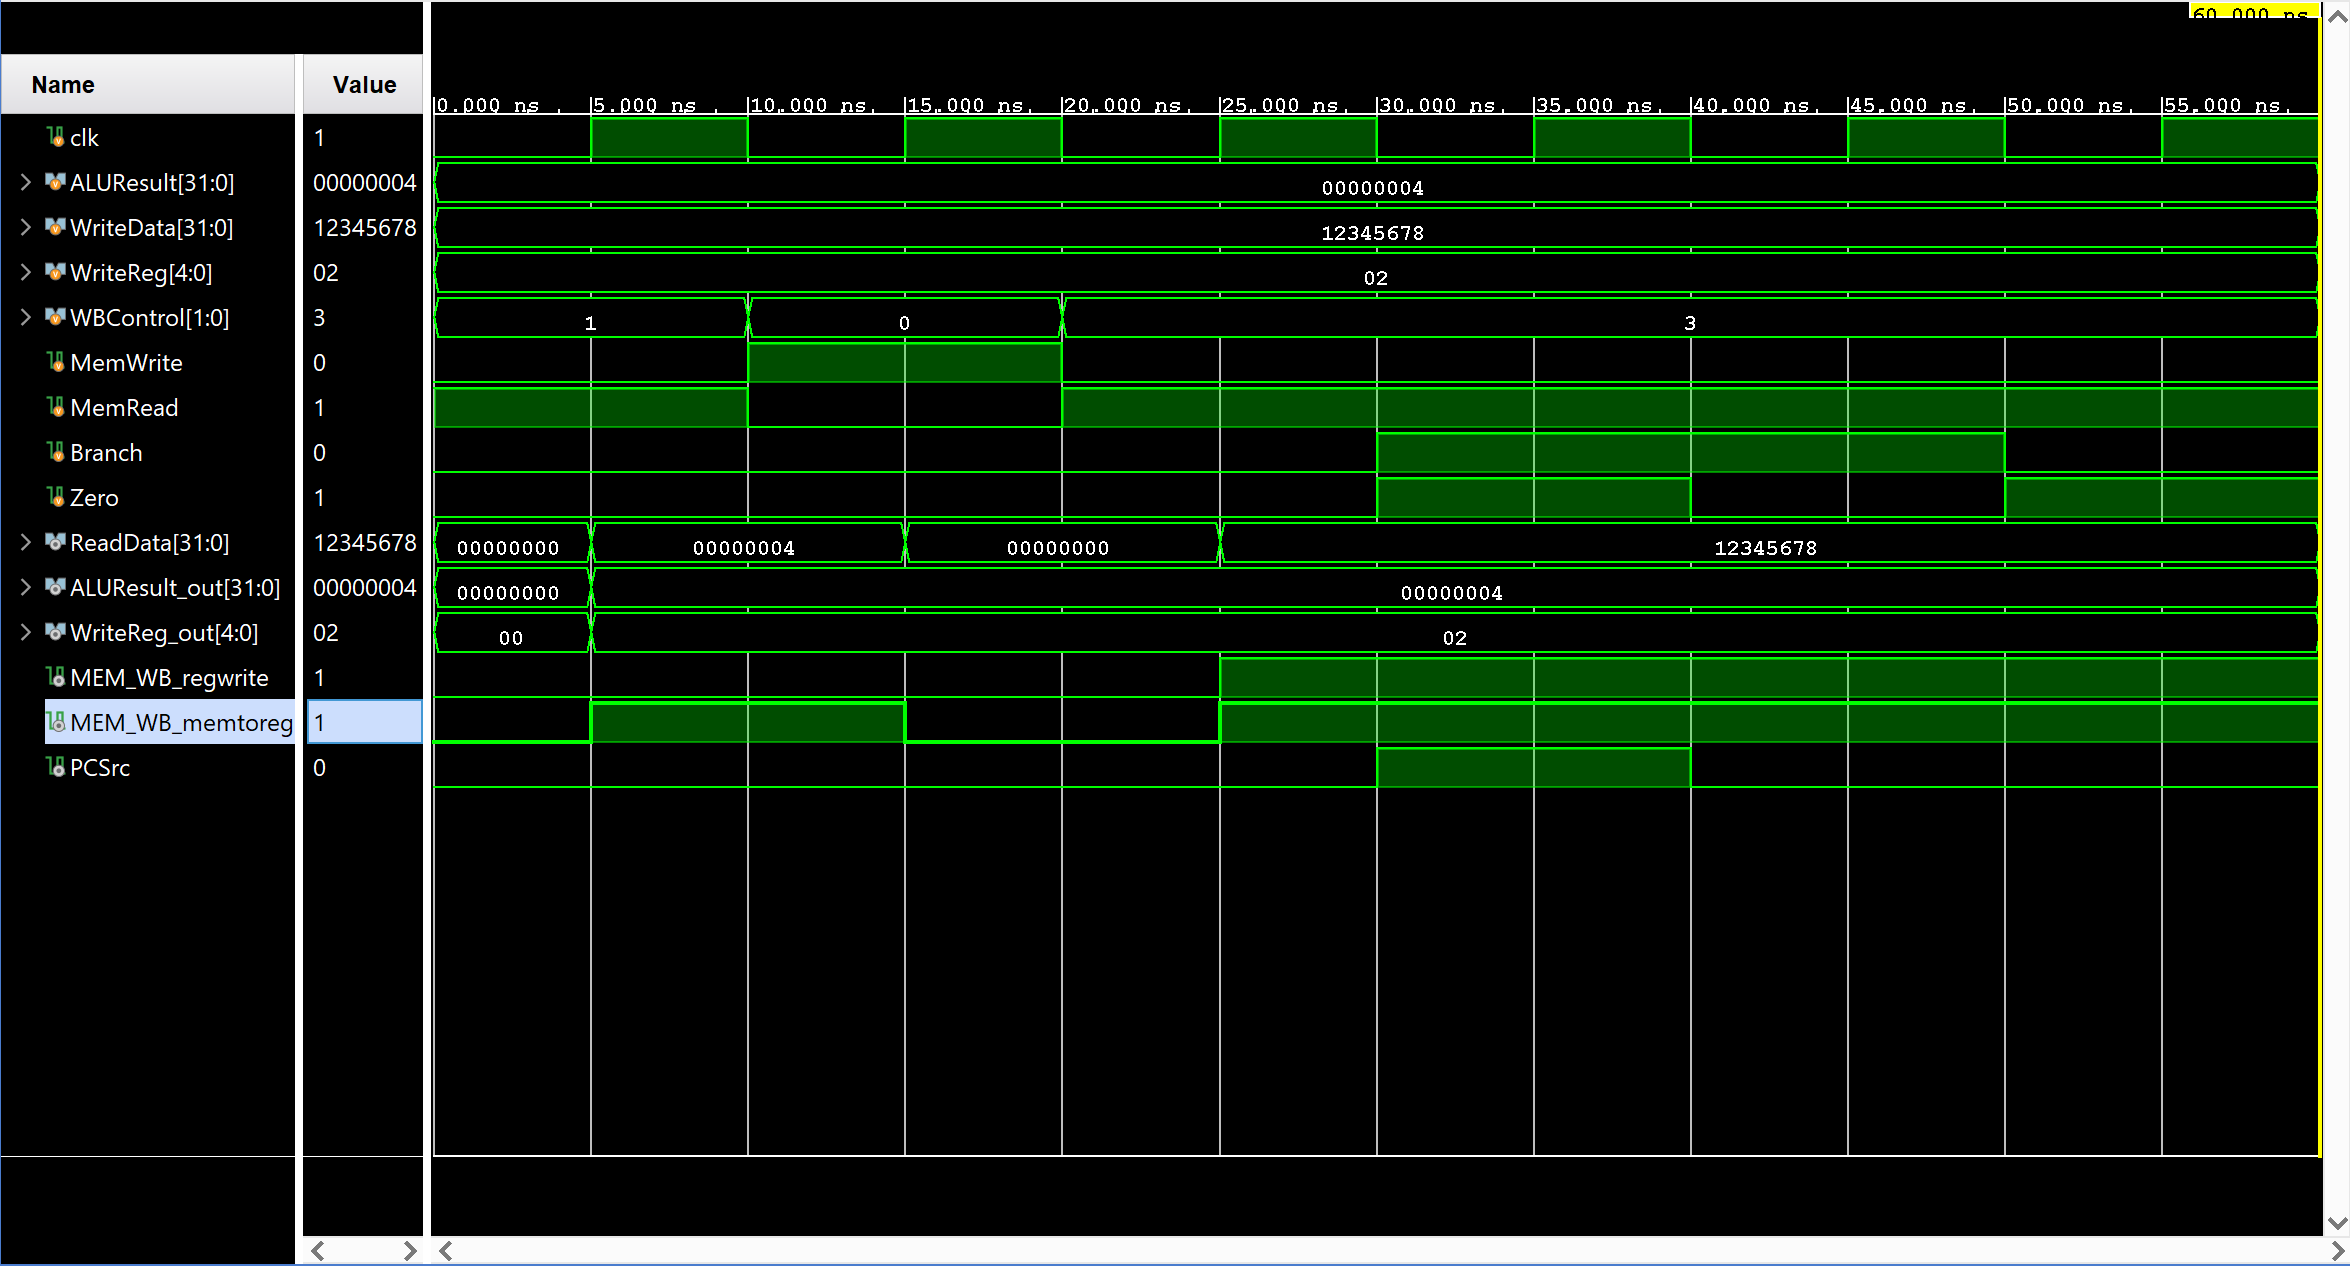 60.000 ns
Name Value
0.000 ns 5.000 ns 10.000 ns 15.000 ns 20.000 ns 25.000 ns 30.000 ns 35.000 ns 40.000 ns 45.000 ns 50.000 ns 55.000 ns
clk 1
ALUResult[31:0] 00000004 00000004
WriteData[31:0] 12345678 12345678
WriteReg[4:0] 02 02
WBControl[1:0] 3 1 0 3
MemWrite 0
MemRead 1
Branch 0
Zero 1
ReadData[31:0] 12345678 00000000 00000004 00000000 12345678
ALUResult_out[31:0] 00000004 00000000 00000004
WriteReg_out[4:0] 02 00 02
MEM_WB_regwrite 1
MEM_WB_memtoreg 1
PCSrc 0